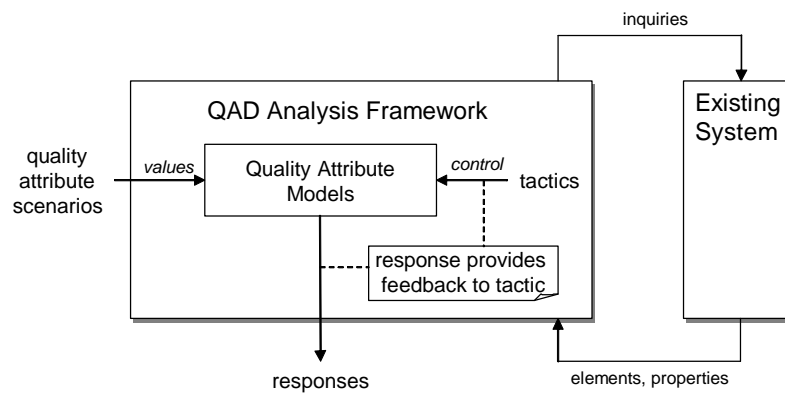 inquiries
QAD Analysis Framework
Existing
System
quality
attribute
scenarios
values
Quality Attribute
Models
control
tactics
response provides
feedback to tactic
responses
elements, properties